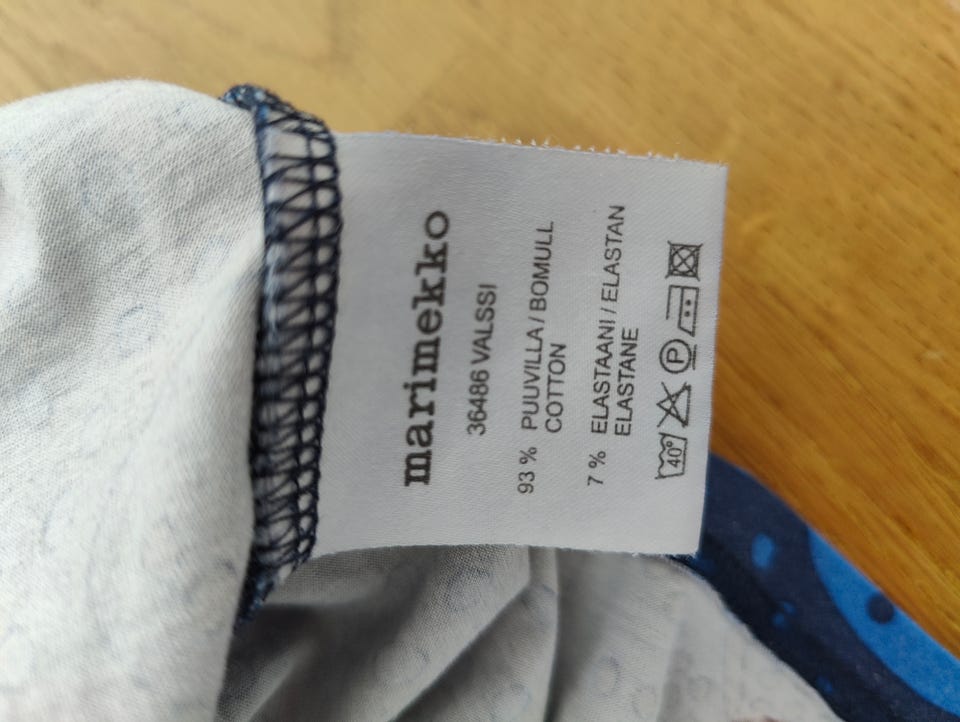 marimekko
36486 VALSSI
93 % PUUVILLA / BOMULL
COTTON
7 % ELASTAANI / ELASTAN
ELASTANE
40° P